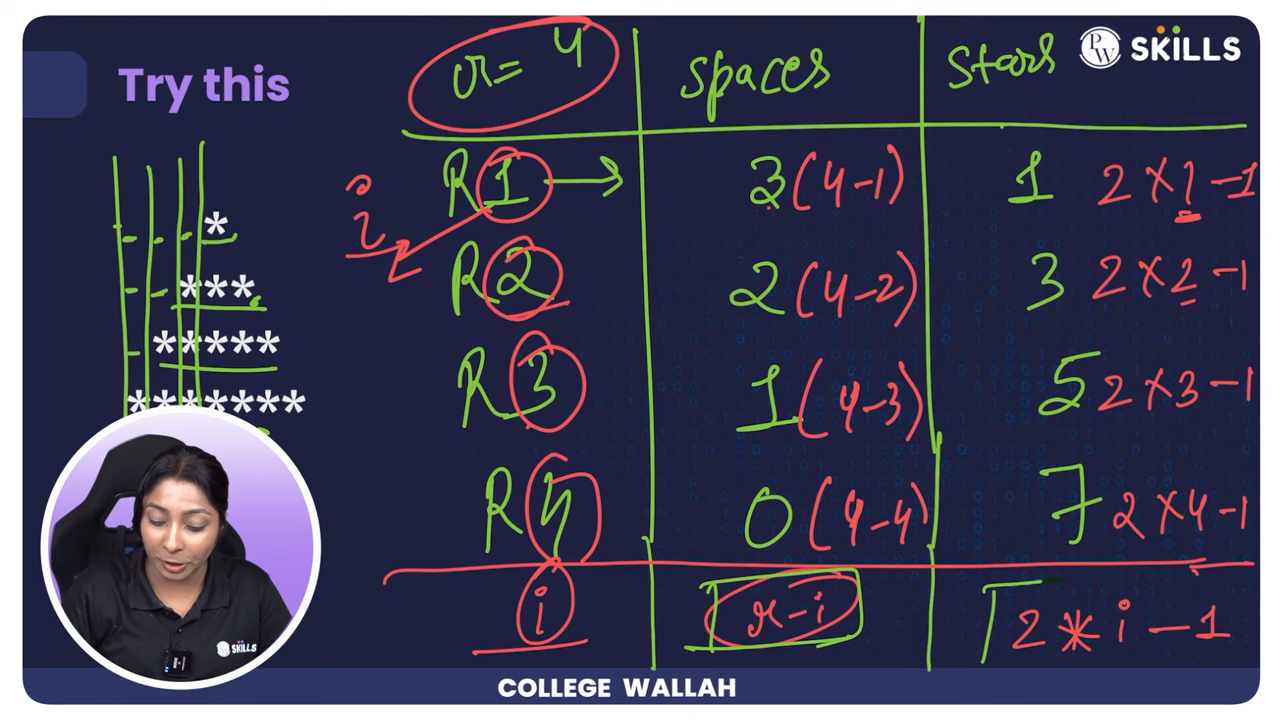 PW SKILLS
Try this
r = 4 spaces stars
R1 → 3 (4-1) 1 2 × 1 - 1
i
R2 2 (4-2) 3 2 × 2 - 1
R3 1 (4-3) 5 2 × 3 - 1
R4 0 (4-4) 7 2 × 4 - 1
i r-i 2 * i - 1
*
***
*****
*******
SKILLS
COLLEGE WALLAH